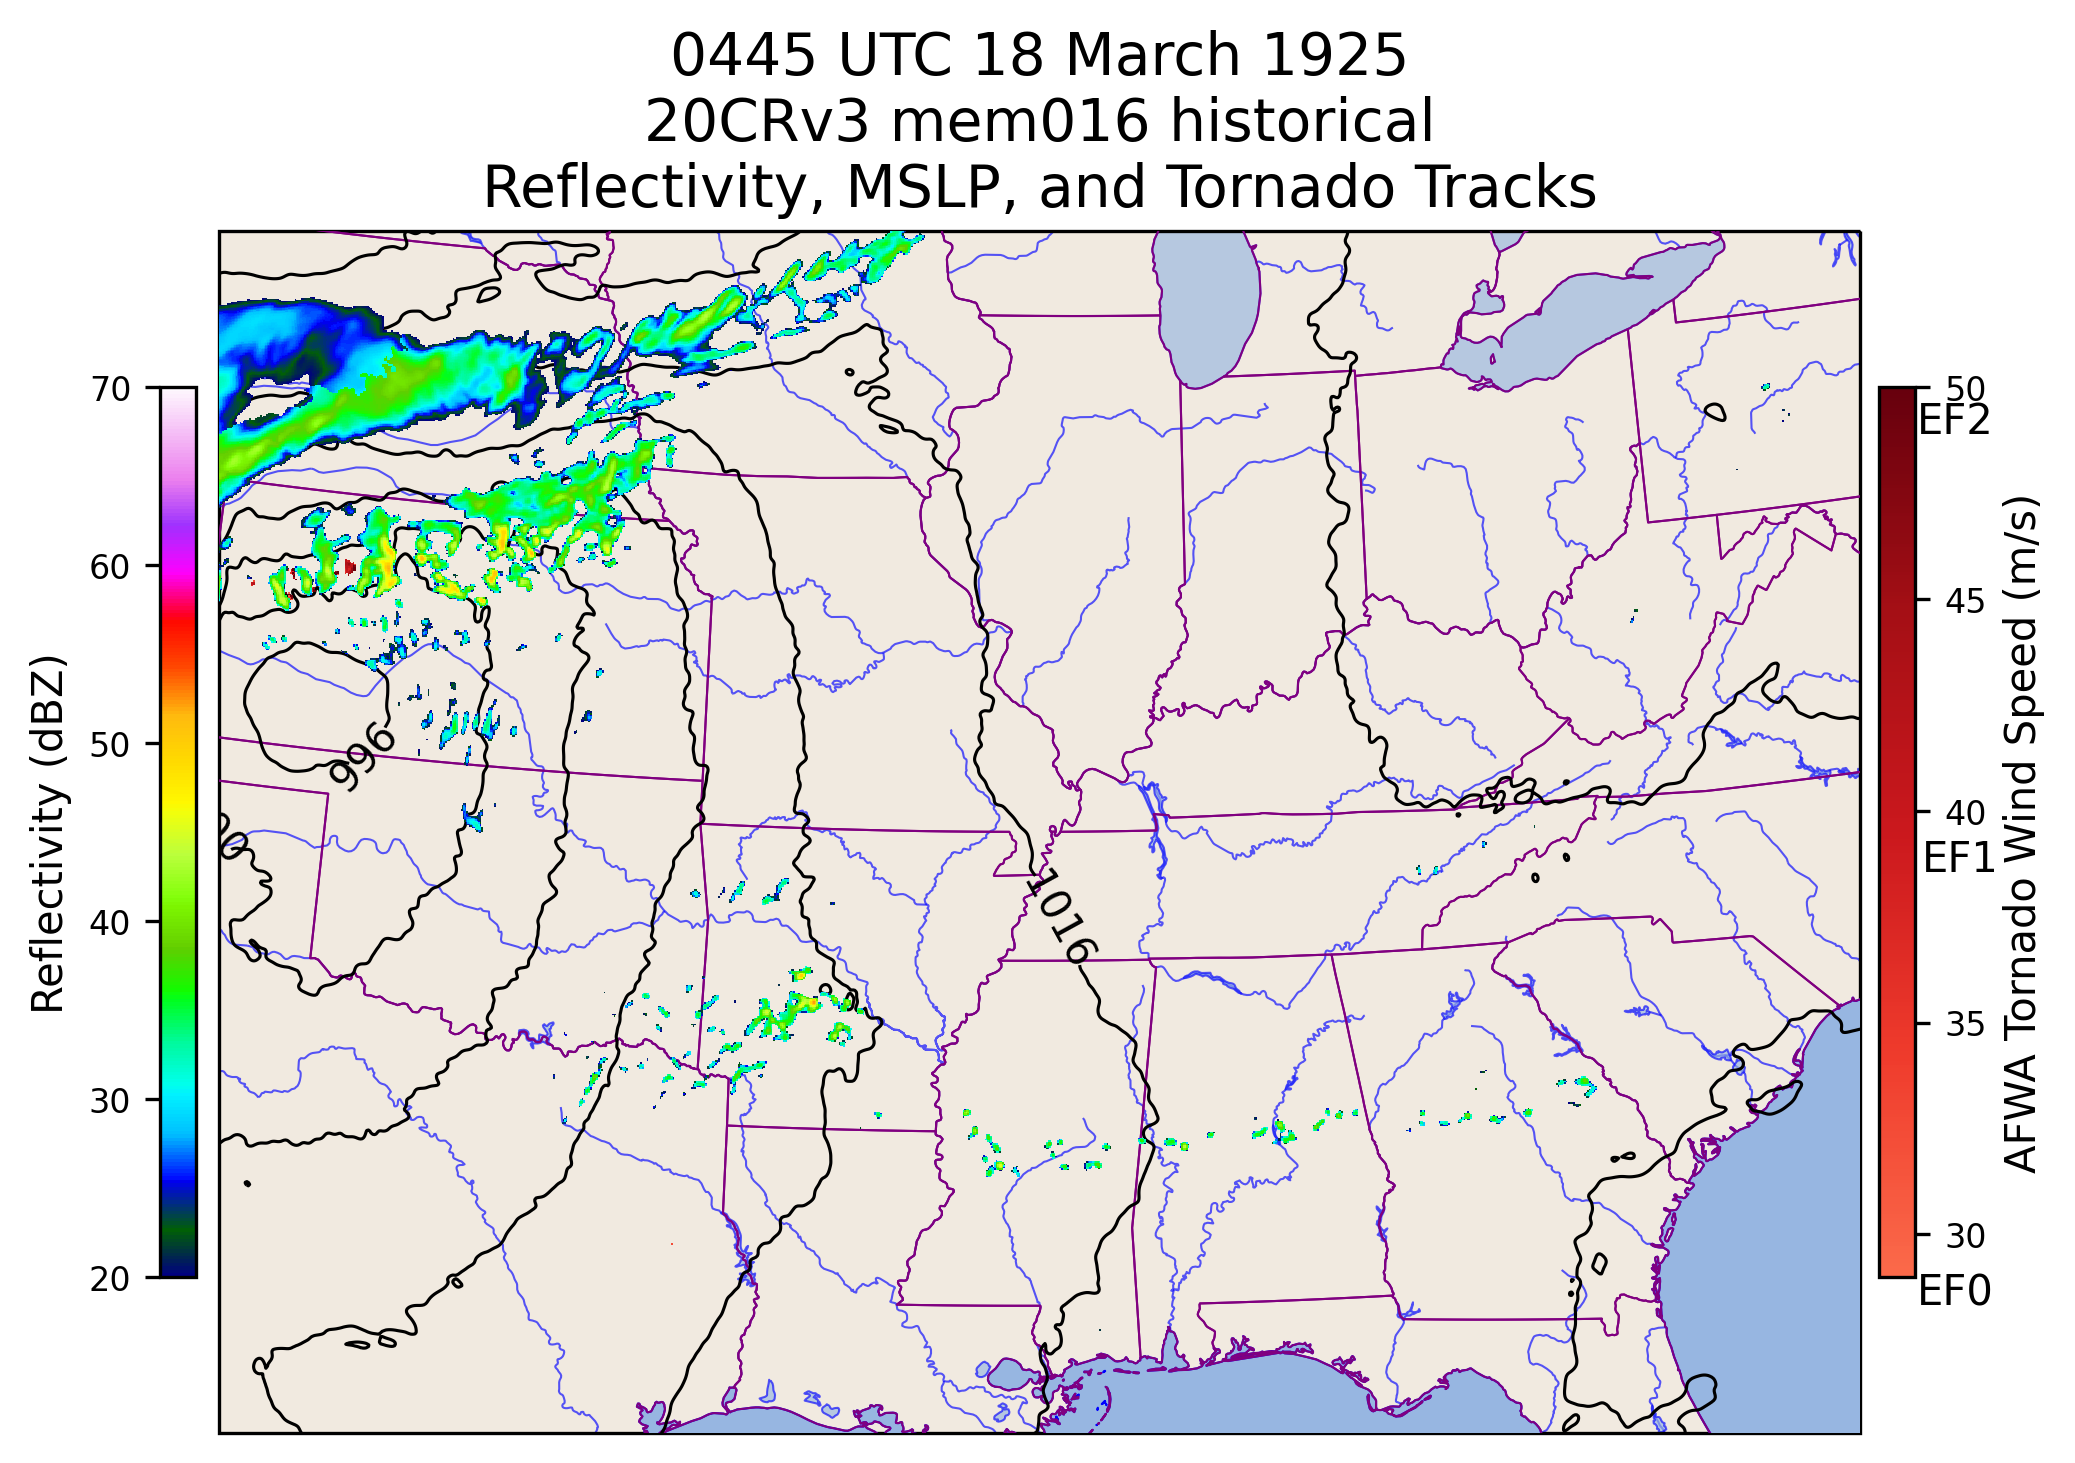 0445 UTC 18 March 1925
20CRv3 mem016 historical
Reflectivity, MSLP, and Tornado Tracks
70
60
50
40
30
20
Reflectivity (dBZ)
996
1016
50
EF2
45
40
EF1
35
30
EF0
AFWA Tornado Wind Speed (m/s)